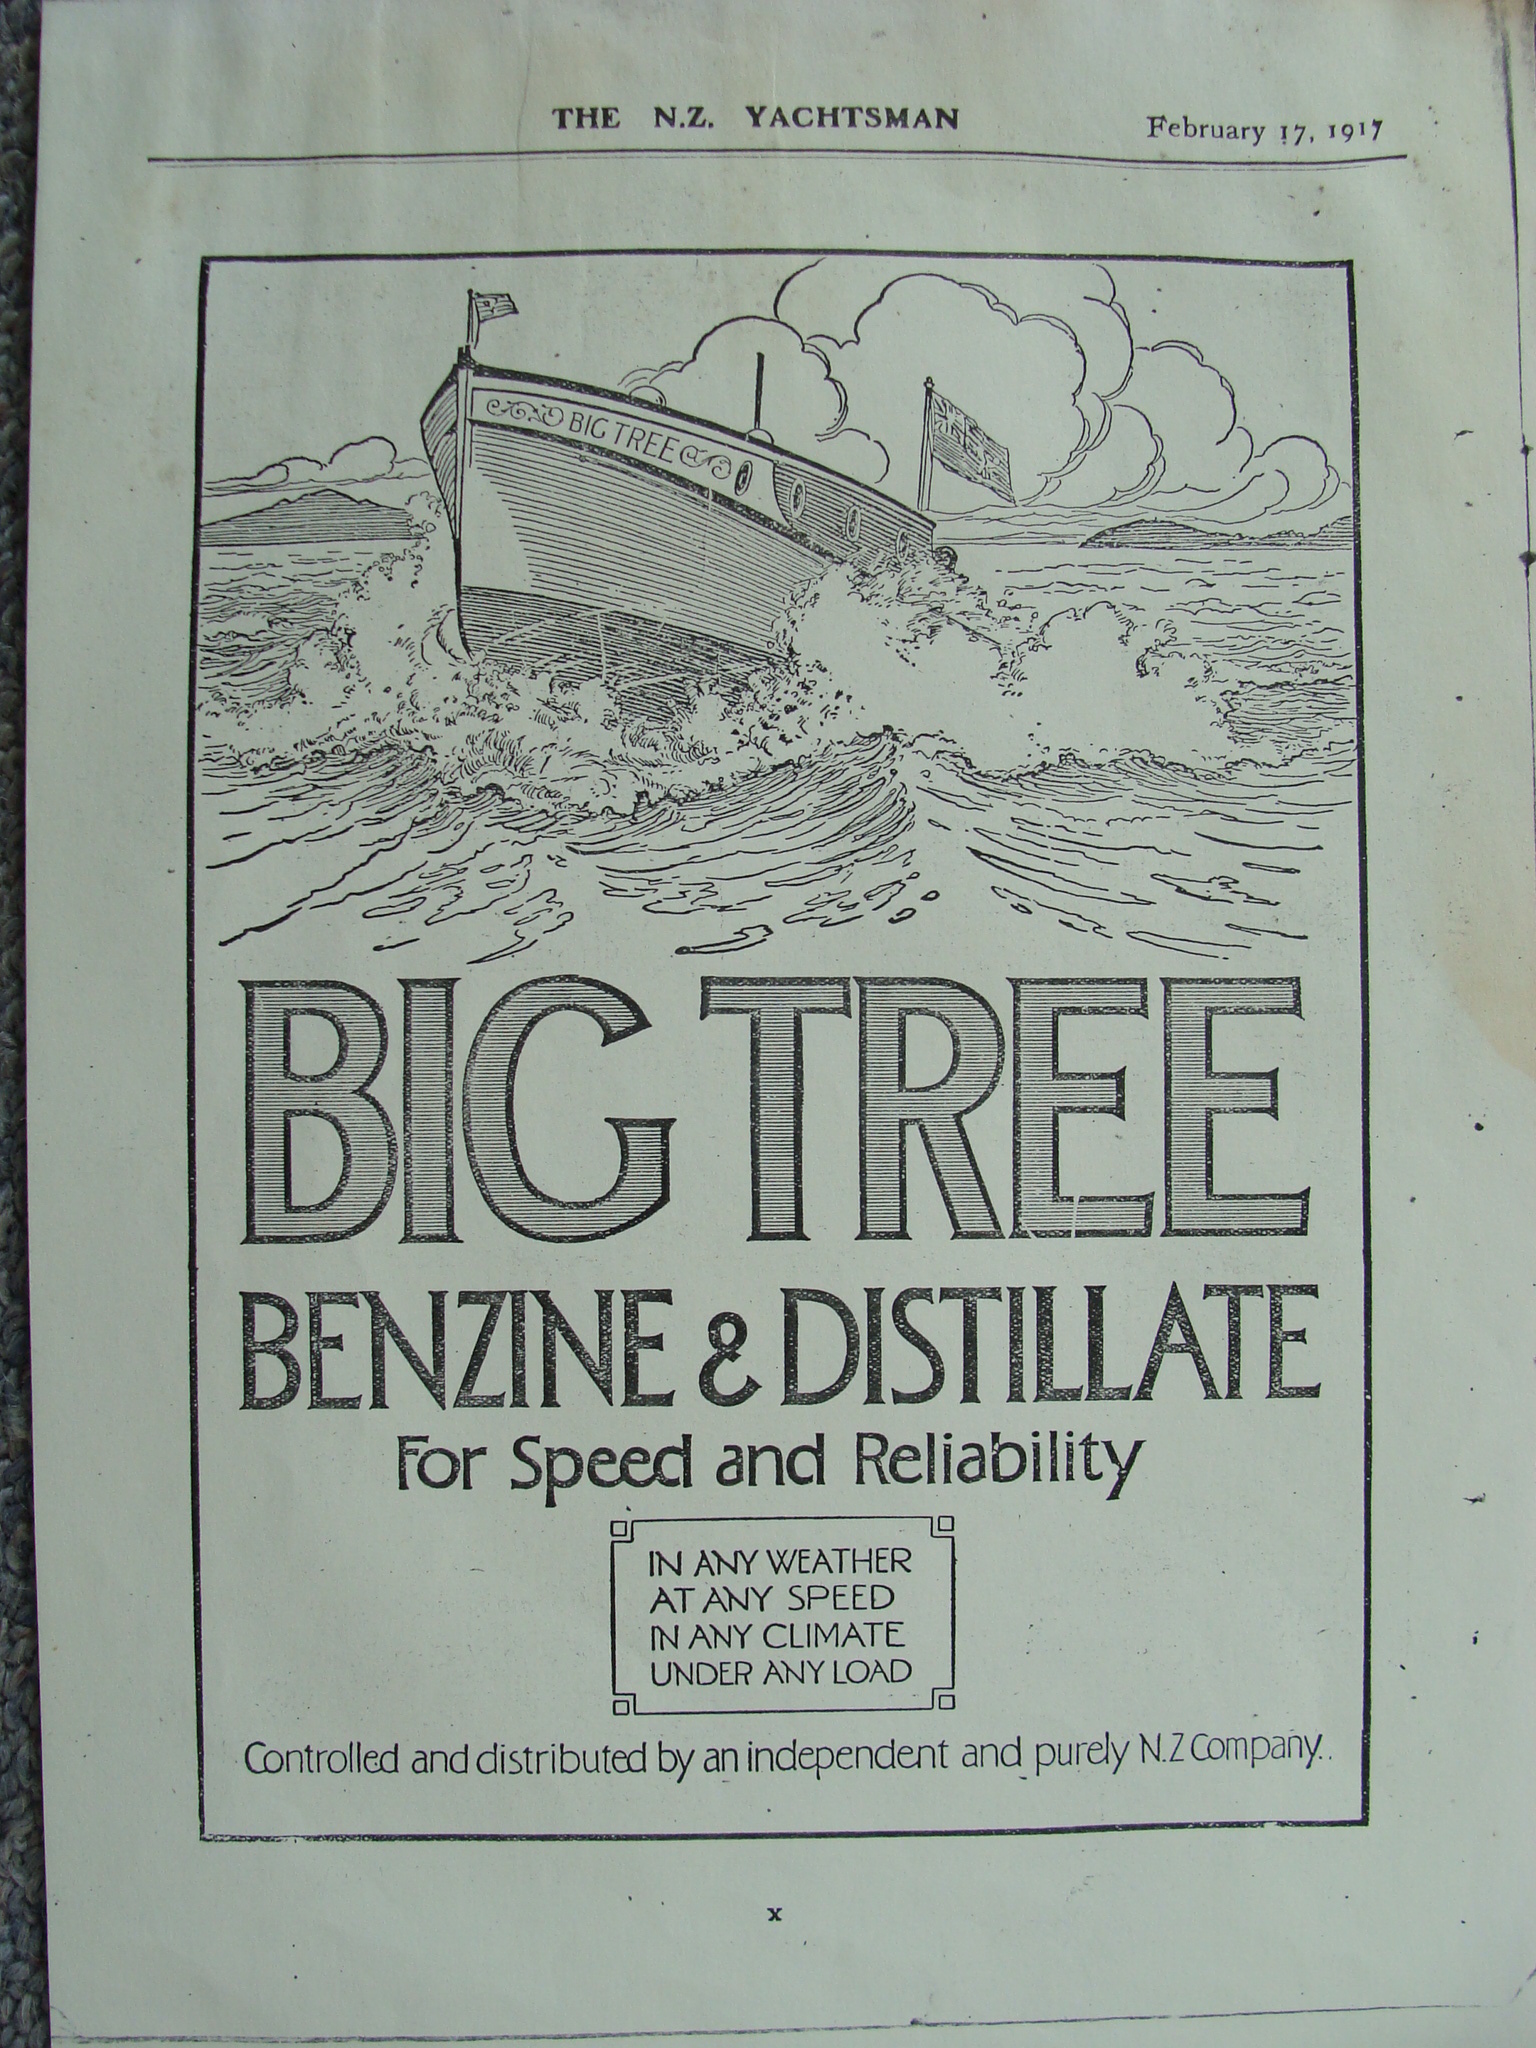 THE N.Z. YACHTSMAN February 17, 1917
BIG TREE
BIG TREE
BENZINE & DISTILLATE
For Speed and Reliability
IN ANY WEATHER
AT ANY SPEED
IN ANY CLIMATE
UNDER ANY LOAD
Controlled and distributed by an independent and purely N.Z Company.
x